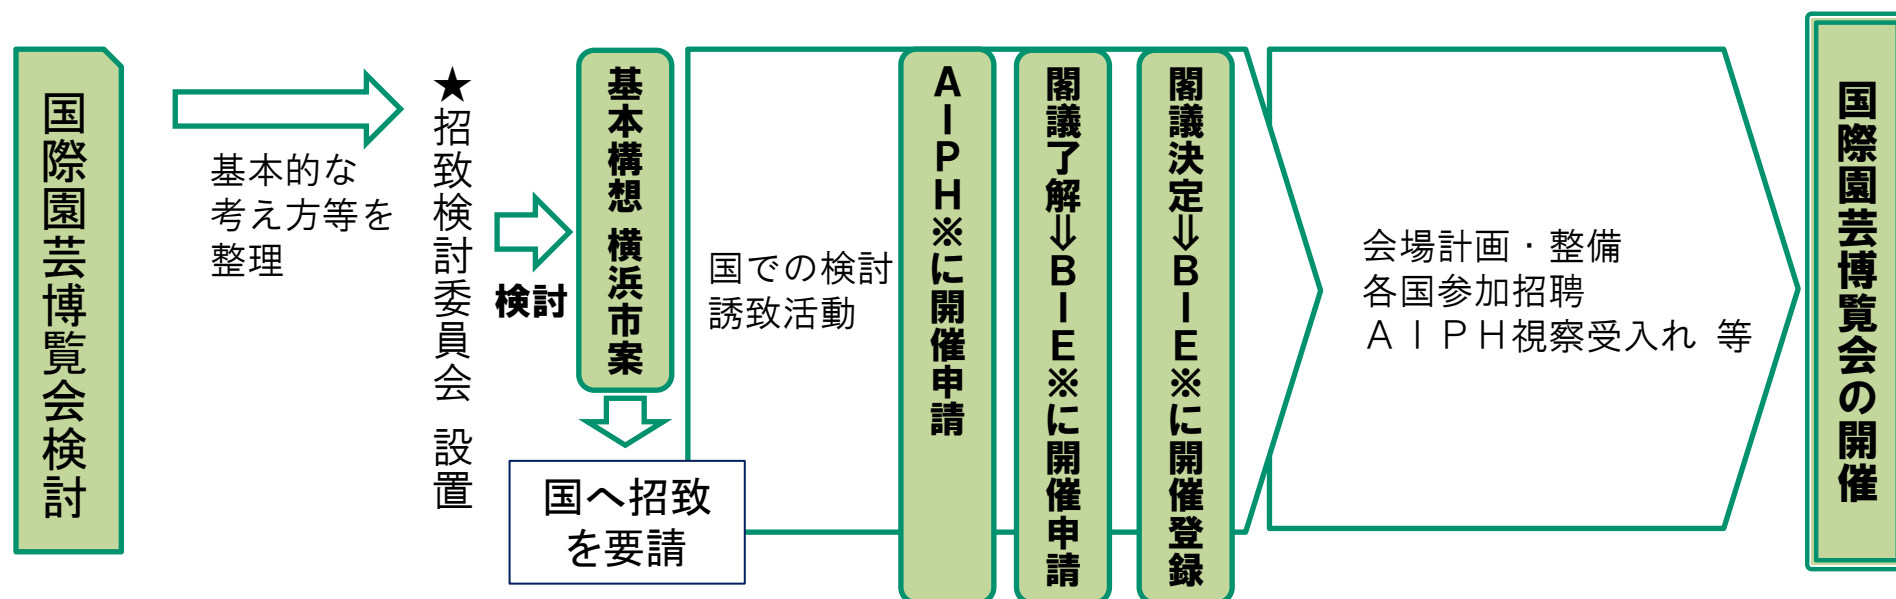 国際園芸博覧会検討
基本的な
考え方等を
整理
★招致検討委員会 設置
検討
基本構想 横浜市案
国へ招致
を要請
国での検討
誘致活動
ＡＩＰＨ※に開催申請
閣議了解⇒ＢＩＥ※に開催申請
閣議決定⇒ＢＩＥ※に開催登録
会場計画・整備
各国参加招聘
ＡＩＰＨ視察受入れ 等
国際園芸博覧会の開催